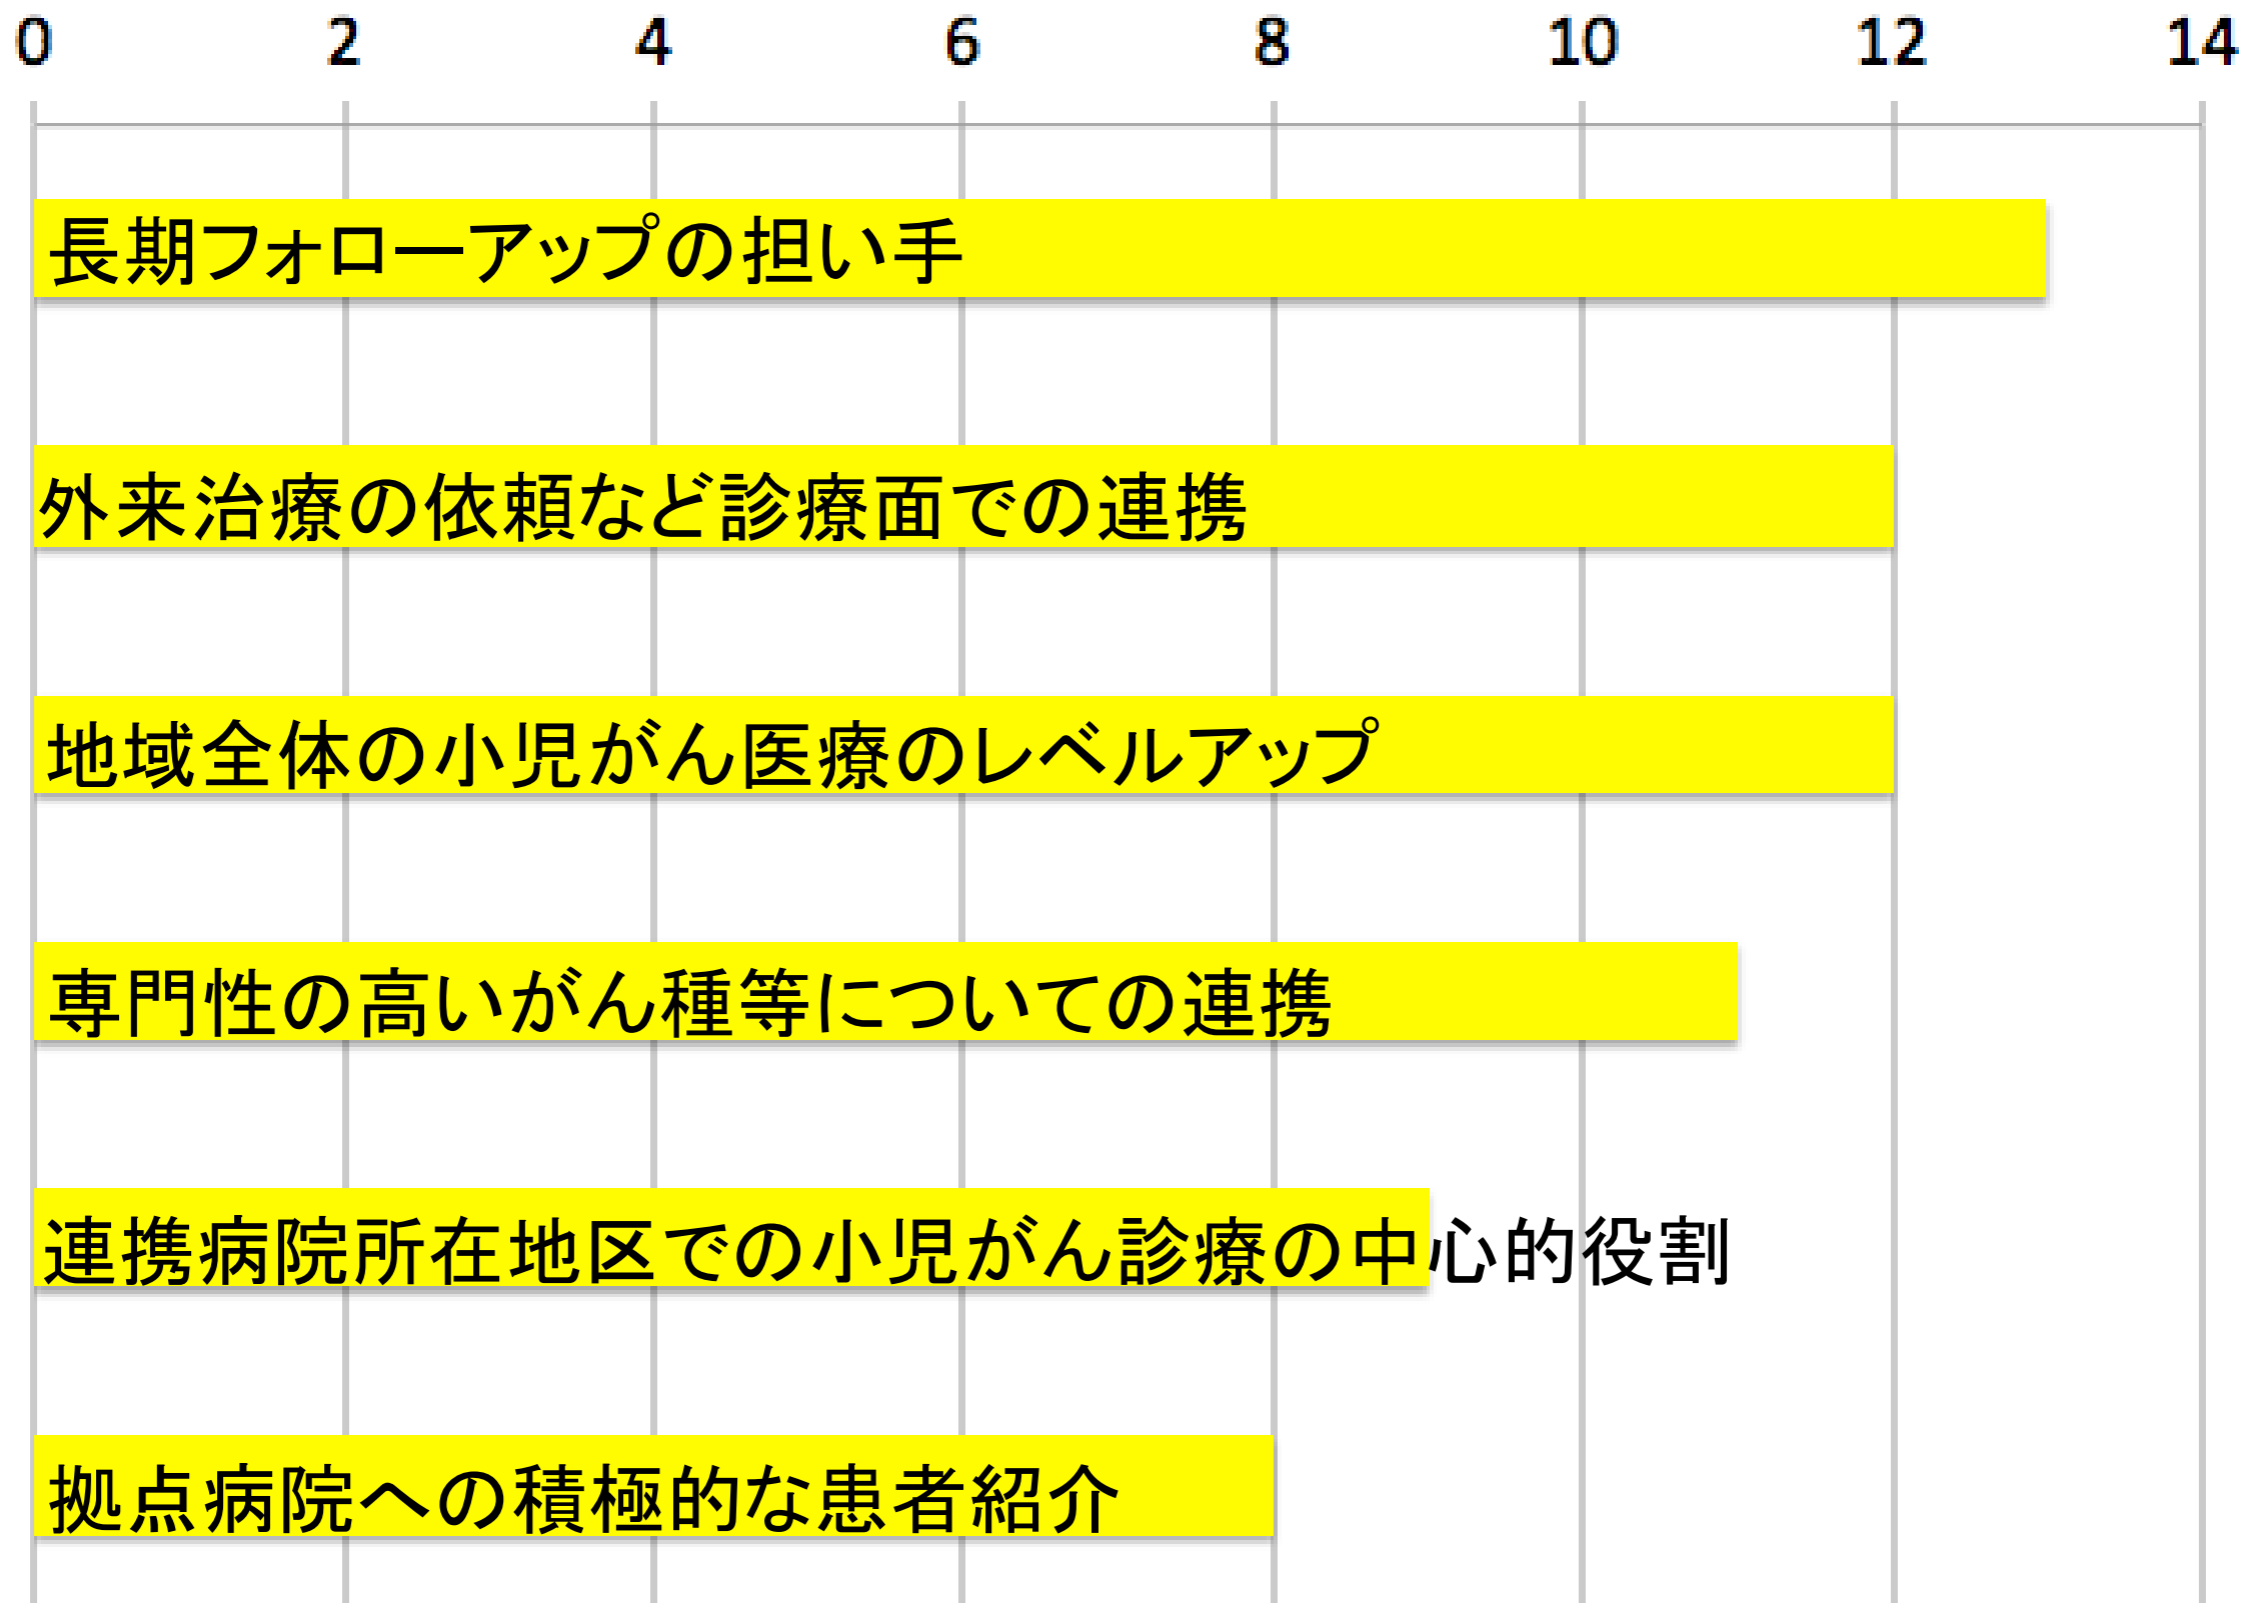 0 2 4 6 8 10 12 14
長期フォローアップの担い手
外来治療の依頼など診療面での連携
地域全体の小児がん医療のレベルアップ
専門性の高いがん種等についての連携
連携病院所在地区での小児がん診療の中心的役割
拠点病院への積極的な患者紹介